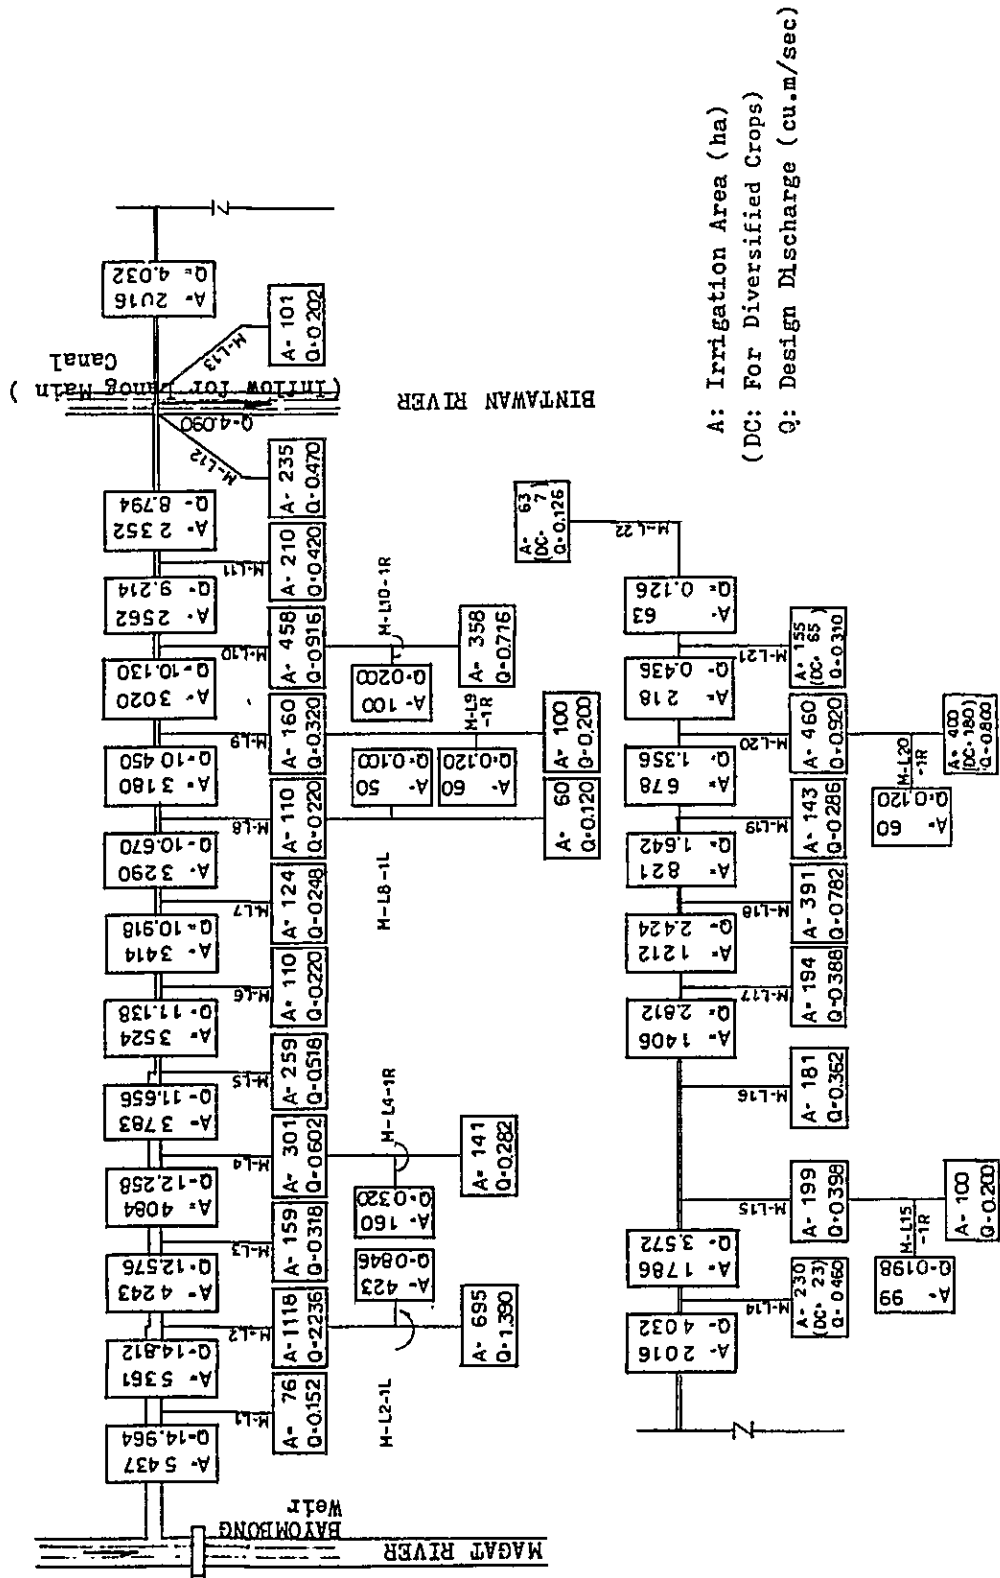 MAGAT RIVER
BAYOMBONG
Weir
A= 5437
Q=14.964
A= 5361
Q=14.812
A= 4243
Q=12.576
A= 4084
Q=12.258
A= 3783
Q=11.656
A= 3524
Q=11.138
A= 3414
Q=10.918
A= 3290
Q=10.670
A= 3180
Q=10.450
A= 3020
Q=10.130
A= 2562
Q= 9.214
A= 2352
Q= 8.794
Q=4.090
(Inflow for Lanog Main
Canal )
BINTAWAN RIVER
A= 2016
Q= 4.032
M-L1
A= 76
Q=0.152
M-L2
A=1118
Q=2.236
M-L3
A= 159
Q=0.318
M-L4
A= 301
Q=0.602
M-L5
A= 259
Q=0.518
M-L6
A= 110
Q=0.220
M-L7
A= 124
Q=0.248
M-L8
A= 110
Q=0.220
M-L9
A= 160
Q=0.320
M-L10
A= 458
Q=0.916
M-L11
A= 210
Q=0.420
M-L12
A= 235
Q=0.470
M-L13
A= 101
Q=0.202
M-L2-1L
A= 423
Q=0.846
A= 695
Q=1.390
M-L4-1R
A= 160
Q=0.320
A= 141
Q=0.282
M-L8-1L
A= 50
Q=0.100
A= 60
Q=0.120
M-L9
-1R
A= 60
Q=0.120
A= 100
Q=0.200
M-L10-1R
A= 100
Q=0.200
A= 358
Q=0.716
A= 2016
Q= 4.032
A= 1786
Q= 3.572
A= 1406
Q= 2.812
A= 1212
Q= 2.424
A= 821
Q= 1.642
A= 678
Q= 1.356
A= 218
Q= 0.436
A= 63
Q= 0.126
M-L14
A= 230
(DC= 23)
Q= 0.460
M-L15
A= 199
Q=0.398
M-L16
A= 181
Q=0.362
M-L17
A= 194
Q=0.388
M-L18
A= 391
Q=0.782
M-L19
A= 143
Q=0.286
M-L20
A= 460
Q=0.920
M-L21
A= 155
(DC= 65)
Q=0.310
M-L22
A= 63
(DC= 7)
Q=0.126
M-L15
-1R
A= 99
Q=0.198
A= 100
Q=0.200
M-L20
-1R
A= 60
Q=0.120
A= 400
(DC=180)
Q=0.800
A: Irrigation Area (ha)
(DC: For Diversified Crops)
Q: Design Discharge (cu.m/sec)